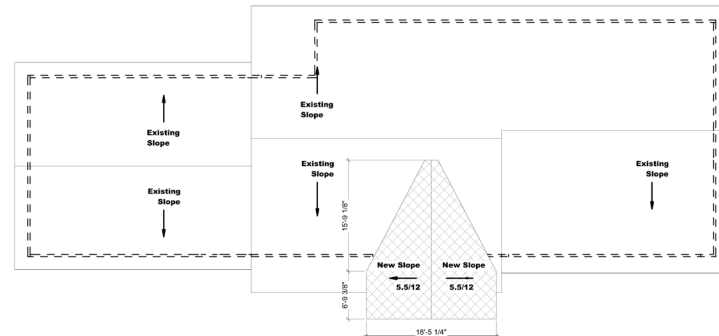 Existing
Slope
Existing
Slope
Existing
Slope
Existing
Slope
Existing
Slope
15'-9 1/8"
New Slope
New Slope
5.5/12
5.5/12
6'-9 3/8"
18'-5 1/4"